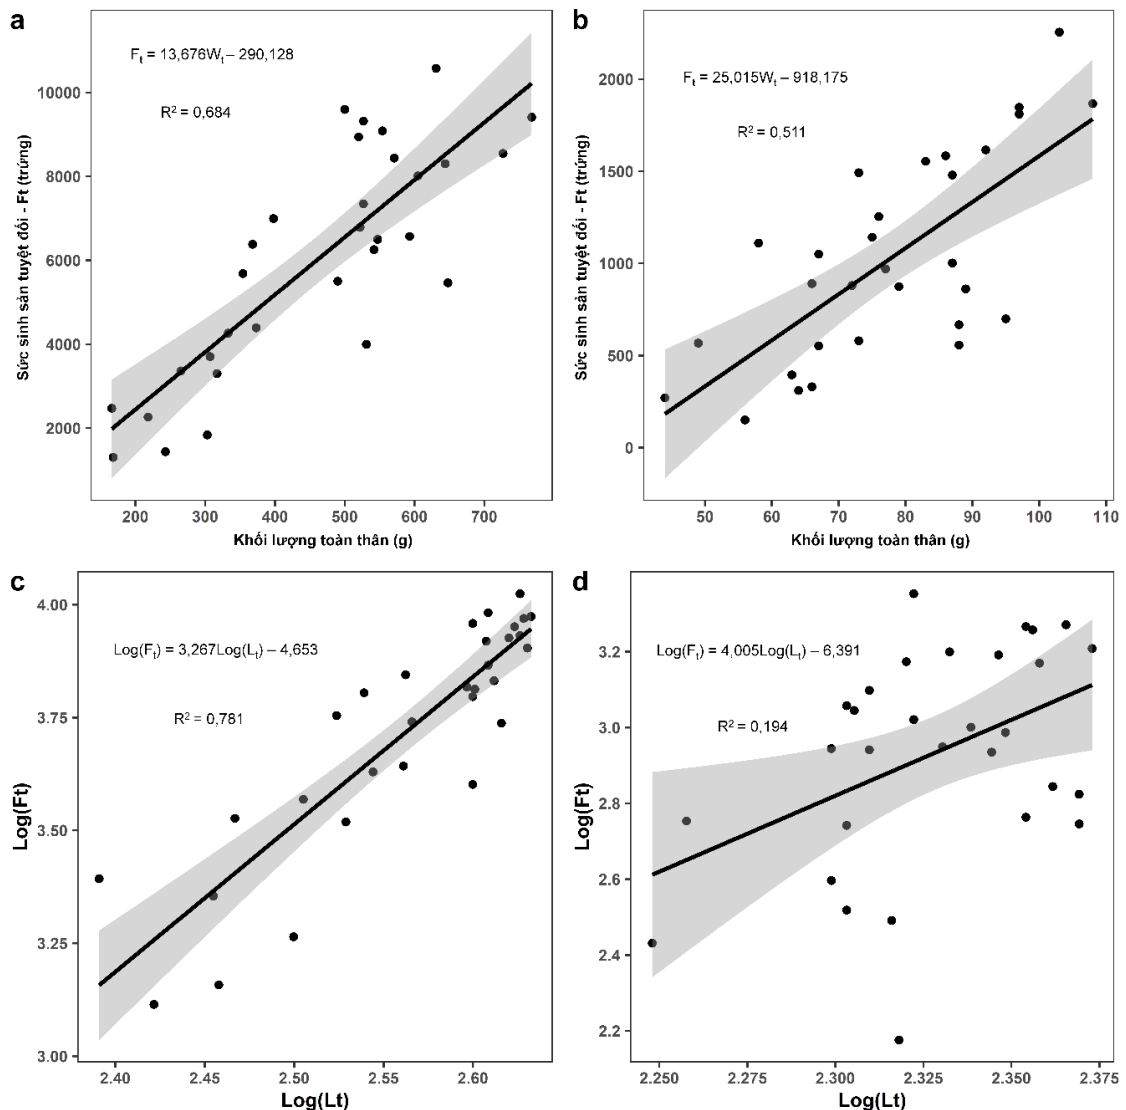 a
F_t = 13,676W_t – 290,128
R² = 0,684
Sức sinh sản tuyệt đối - Ft (trứng)
10000
8000
6000
4000
2000
200 300 400 500 600 700
Khối lượng toàn thân (g)
b
F_t = 25,015W_t – 918,175
R² = 0,511
Sức sinh sản tuyệt đối - Ft (trứng)
2000
1500
1000
500
0
50 60 70 80 90 100 110
Khối lượng toàn thân (g)
c
Log(F_t) = 3,267Log(L_t) – 4,653
R² = 0,781
Log(Ft)
4.00
3.75
3.50
3.25
3.00
2.40 2.45 2.50 2.55 2.60
Log(Lt)
d
Log(F_t) = 4,005Log(L_t) – 6,391
R² = 0,194
Log(Ft)
3.2
3.0
2.8
2.6
2.4
2.2
2.250 2.275 2.300 2.325 2.350 2.375
Log(Lt)